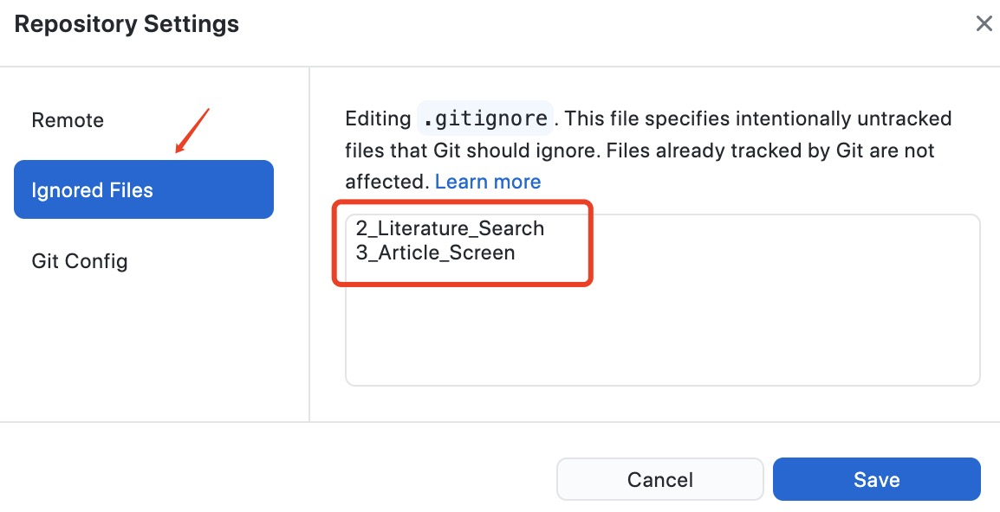 Repository Settings
Remote
Ignored Files
Git Config
Editing .gitignore. This file specifies intentionally untracked
files that Git should ignore. Files already tracked by Git are not
affected. Learn more
2_Literature_Search
3_Article_Screen
Cancel
Save